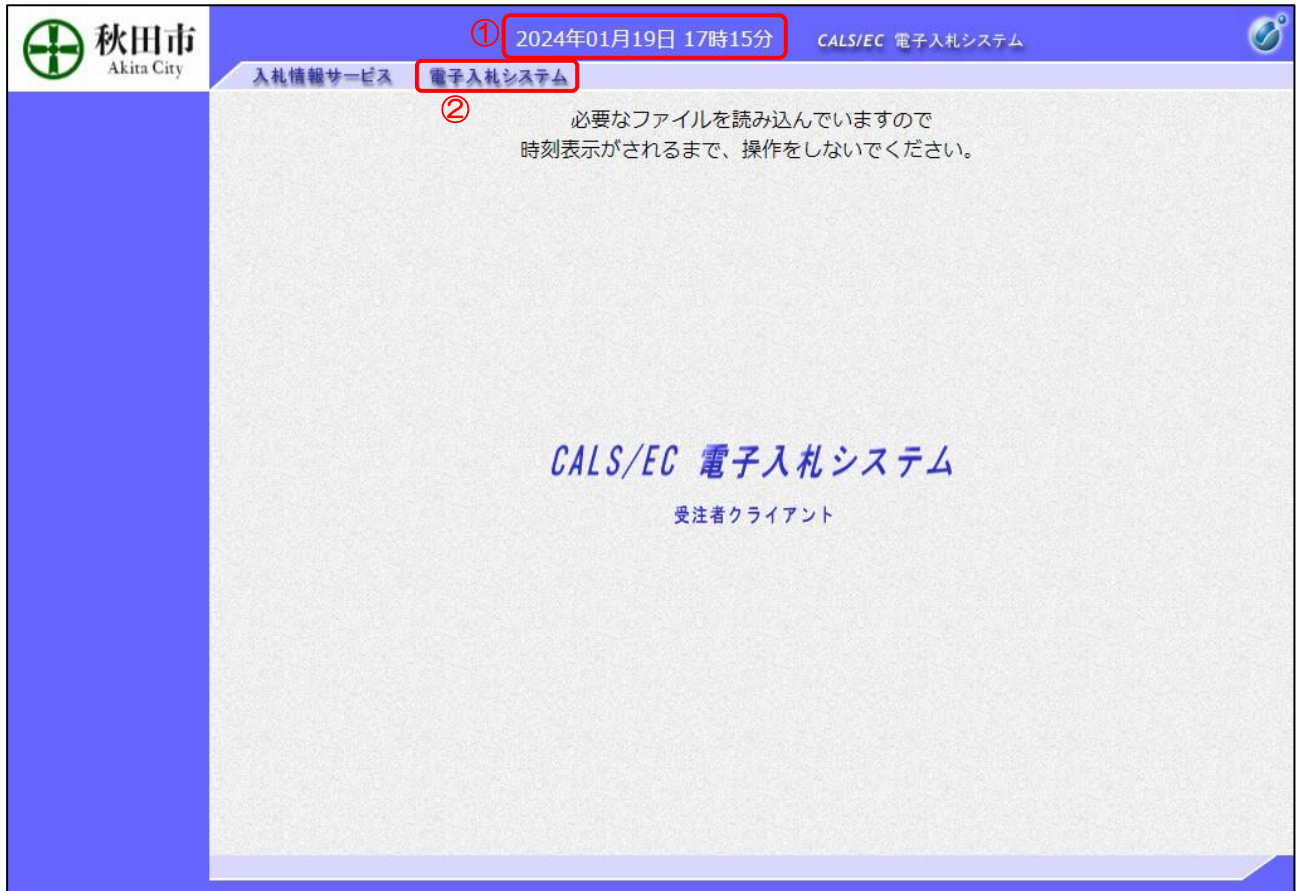 秋田市
Akita City
① 2024年01月19日 17時15分 CALS/EC 電子入札システム
入札情報サービス 電子入札システム
②
必要なファイルを読み込んでいますので
時刻表示がされるまで、操作をしないでください。
CALS/EC 電子入札システム
受注者クライアント